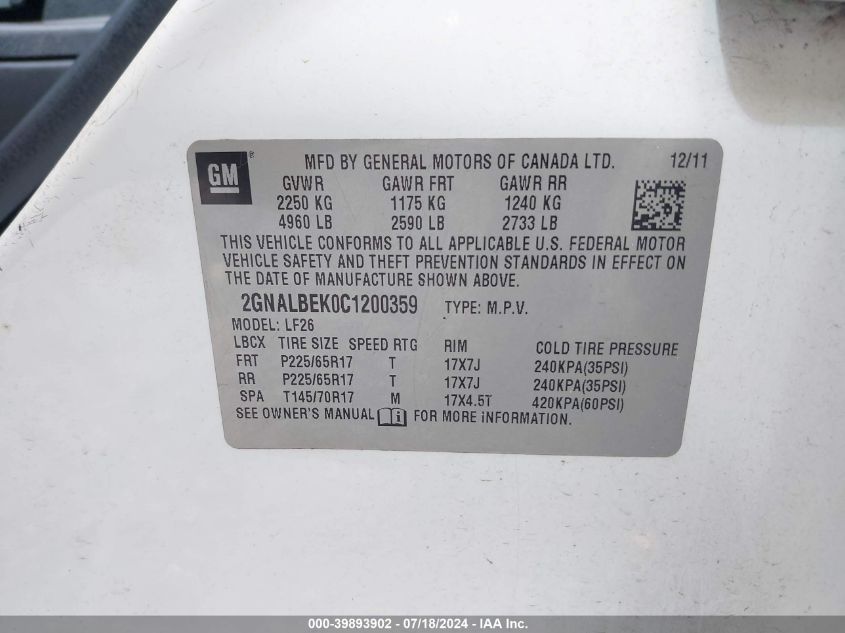 GM® MFD BY GENERAL MOTORS OF CANADA LTD. 12/11
GVWR GAWR FRT GAWR RR
2250 KG 1175 KG 1240 KG
4960 LB 2590 LB 2733 LB
THIS VEHICLE CONFORMS TO ALL APPLICABLE U.S. FEDERAL MOTOR
VEHICLE SAFETY AND THEFT PREVENTION STANDARDS IN EFFECT ON
THE DATE OF MANUFACTURE SHOWN ABOVE.
2GNALBEK0C1200359 TYPE: M.P.V.
MODEL: LF26
LBCX TIRE SIZE SPEED RTG RIM COLD TIRE PRESSURE
FRT P225/65R17 T 17X7J 240KPA(35PSI)
RR P225/65R17 T 17X7J 240KPA(35PSI)
SPA T145/70R17 M 17X4.5T 420KPA(60PSI)
SEE OWNER'S MANUAL i FOR MORE INFORMATION.
000-39893902 - 07/18/2024 - IAA Inc.